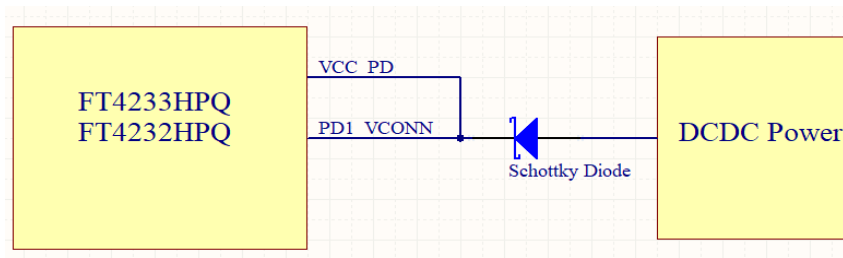 FT4233HPQ
FT4232HPQ
VCC_PD
PD1_VCONN
Schottky Diode
DCDC Power